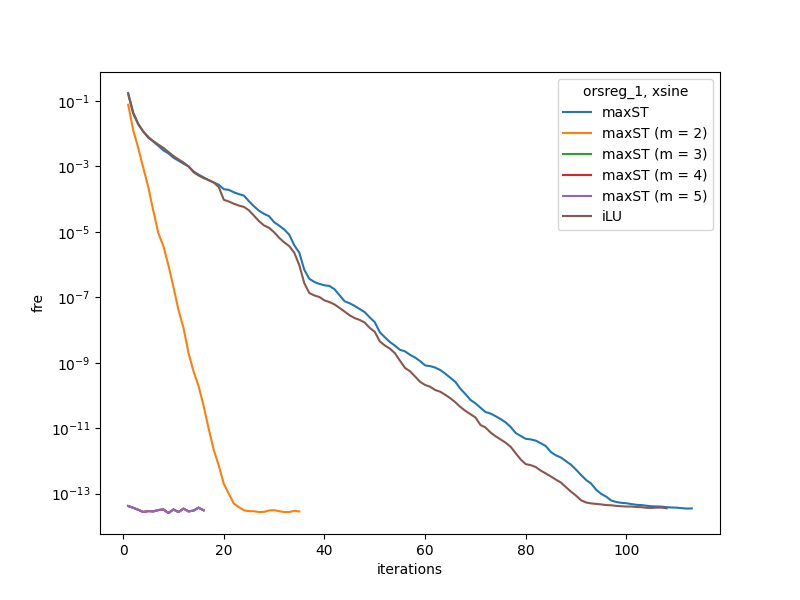 orsreg_1, xsine
maxST
maxST (m = 2)
maxST (m = 3)
maxST (m = 4)
maxST (m = 5)
iLU
fre
10⁻¹
10⁻³
10⁻⁵
10⁻⁷
10⁻⁹
10⁻¹¹
10⁻¹³
0 20 40 60 80 100
iterations